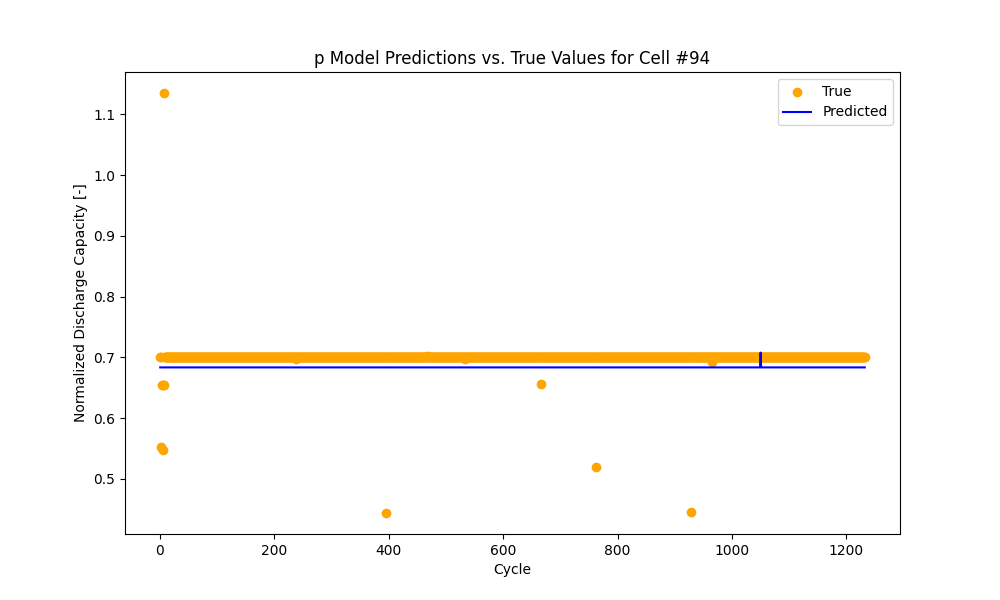 p Model Predictions vs. True Values for Cell #94
True
Predicted
Normalized Discharge Capacity [-]
1.1
1.0
0.9
0.8
0.7
0.6
0.5
0 200 400 600 800 1000 1200
Cycle